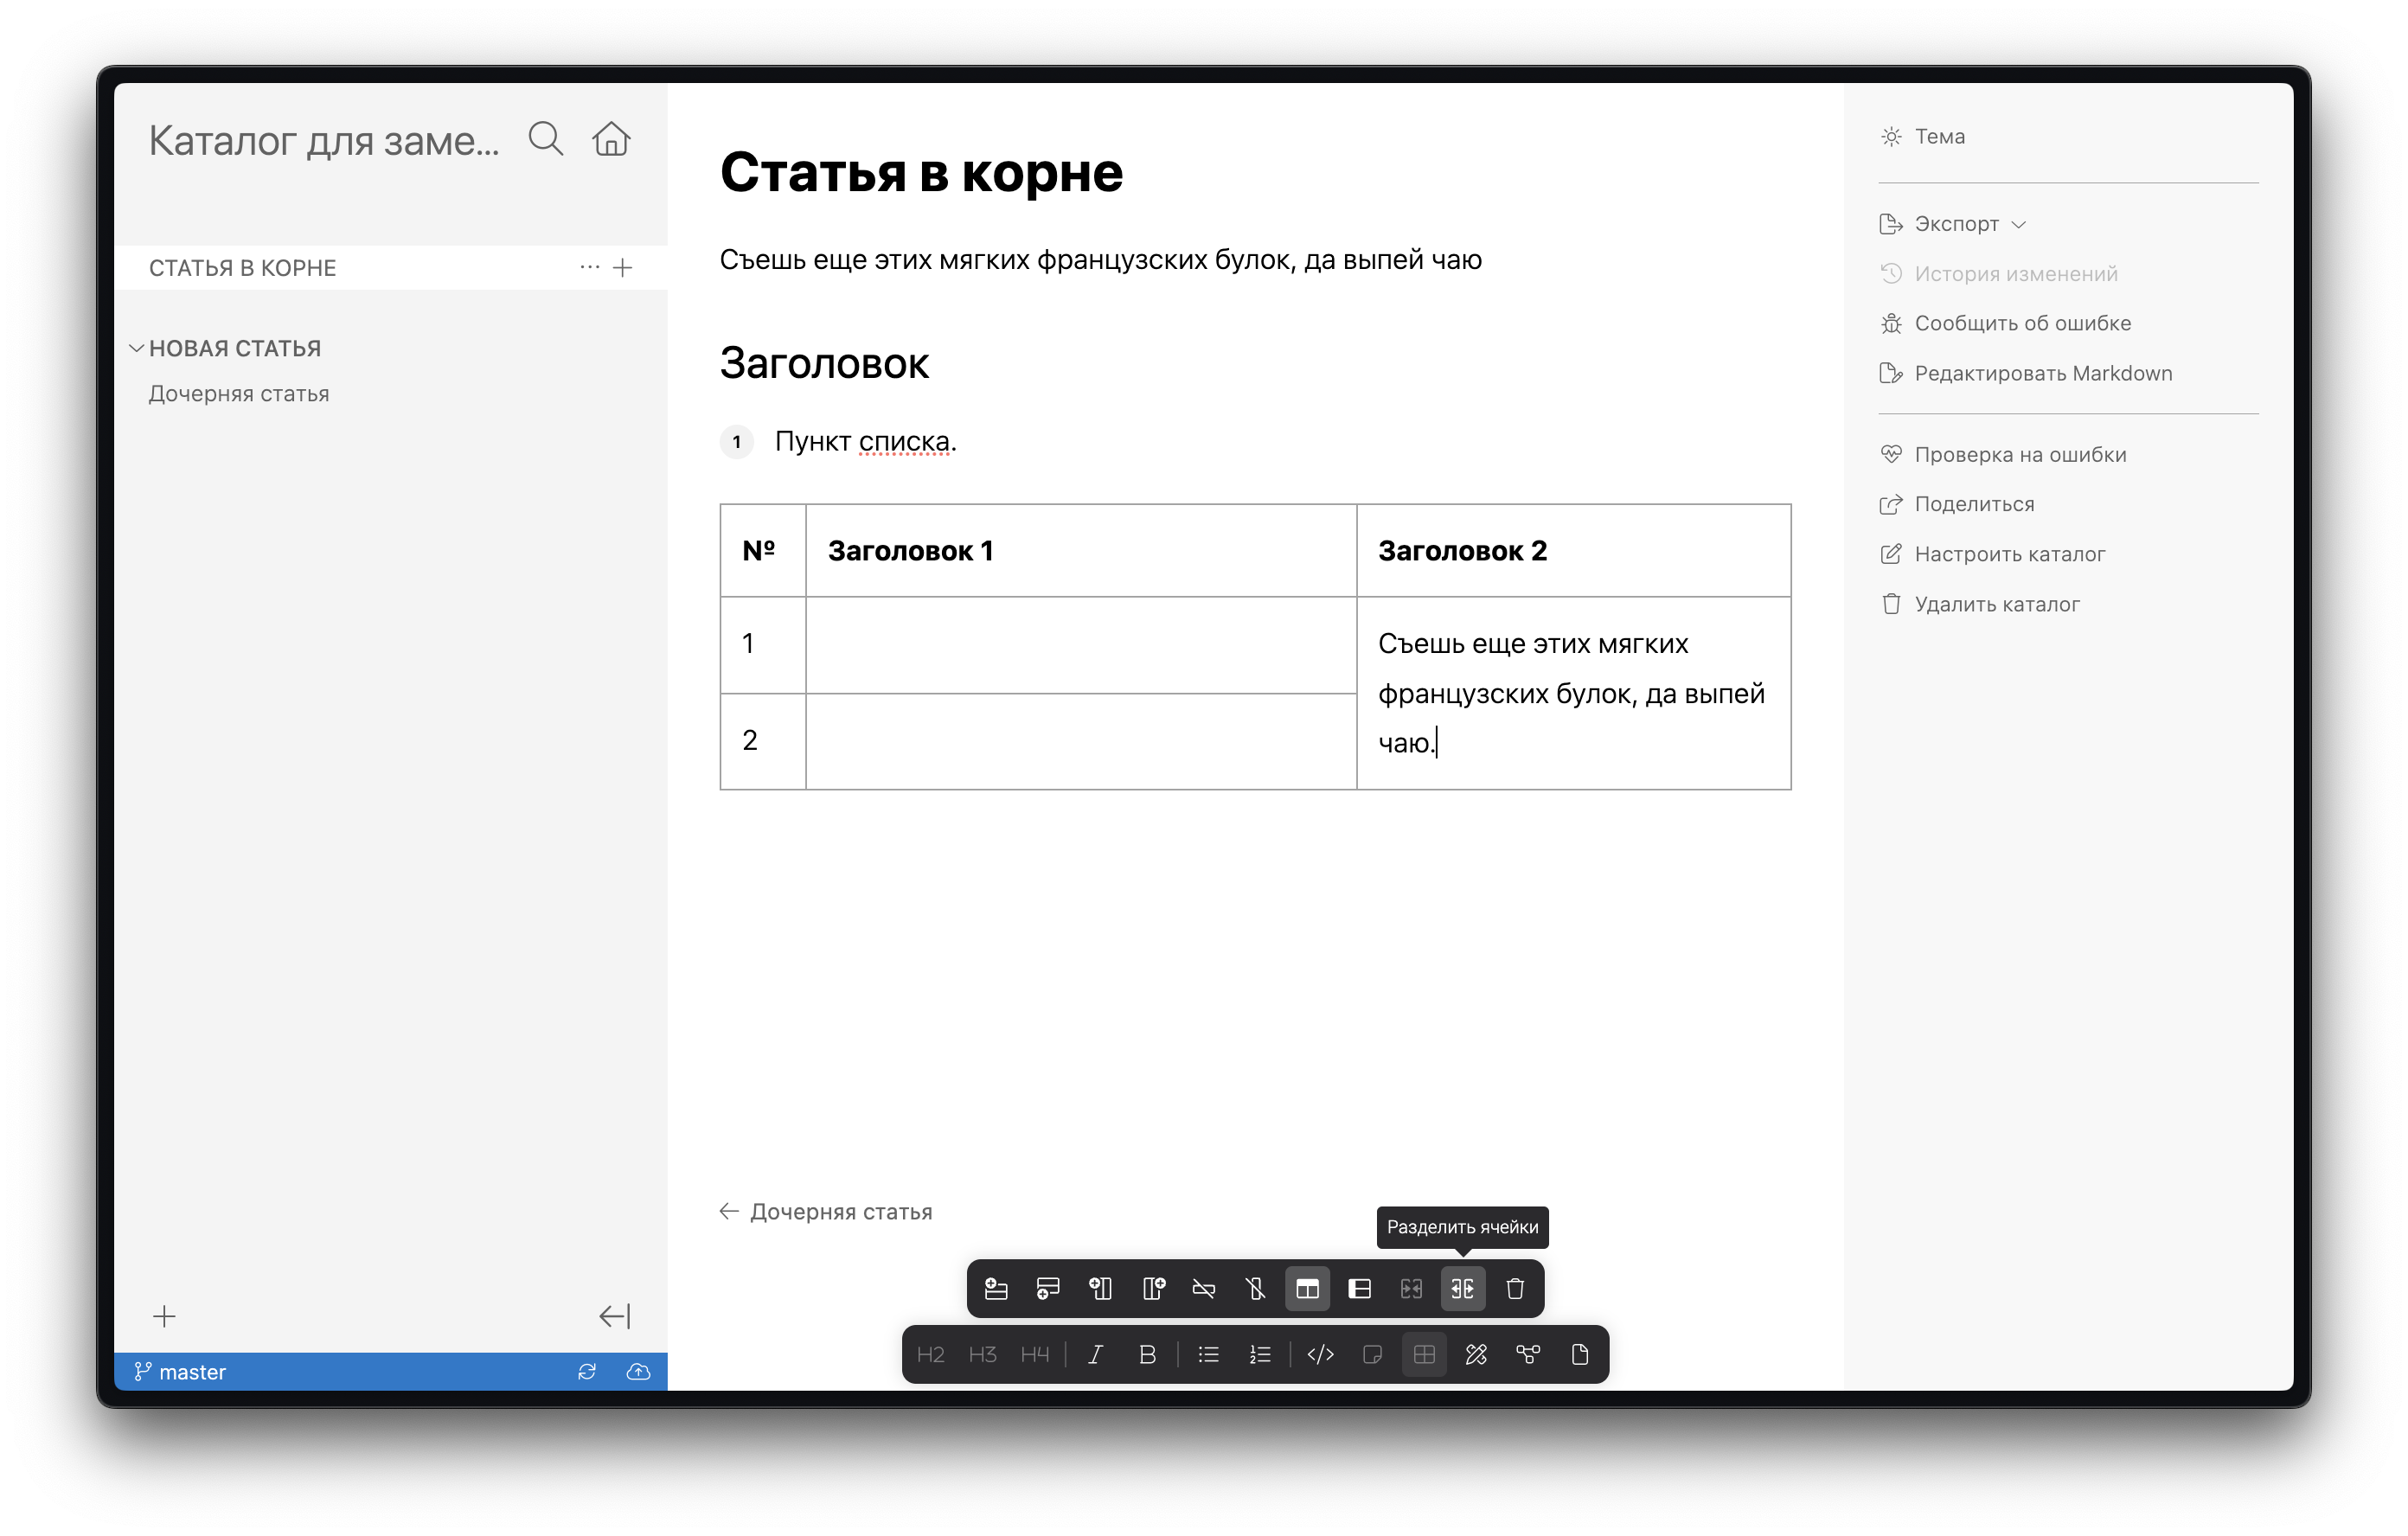 Каталог для заме...
СТАТЬЯ В КОРНЕ
НОВАЯ СТАТЬЯ
Дочерняя статья
master
Статья в корне
Съешь еще этих мягких французских булок, да выпей чаю
Заголовок
1 Пункт списка.
№ Заголовок 1 Заголовок 2
1
Съешь еще этих мягких
французских булок, да выпей
чаю.
2
Дочерняя статья
Разделить ячейки
H2 H3 H4 I B
Тема
Экспорт
История изменений
Сообщить об ошибке
Редактировать Markdown
Проверка на ошибки
Поделиться
Настроить каталог
Удалить каталог